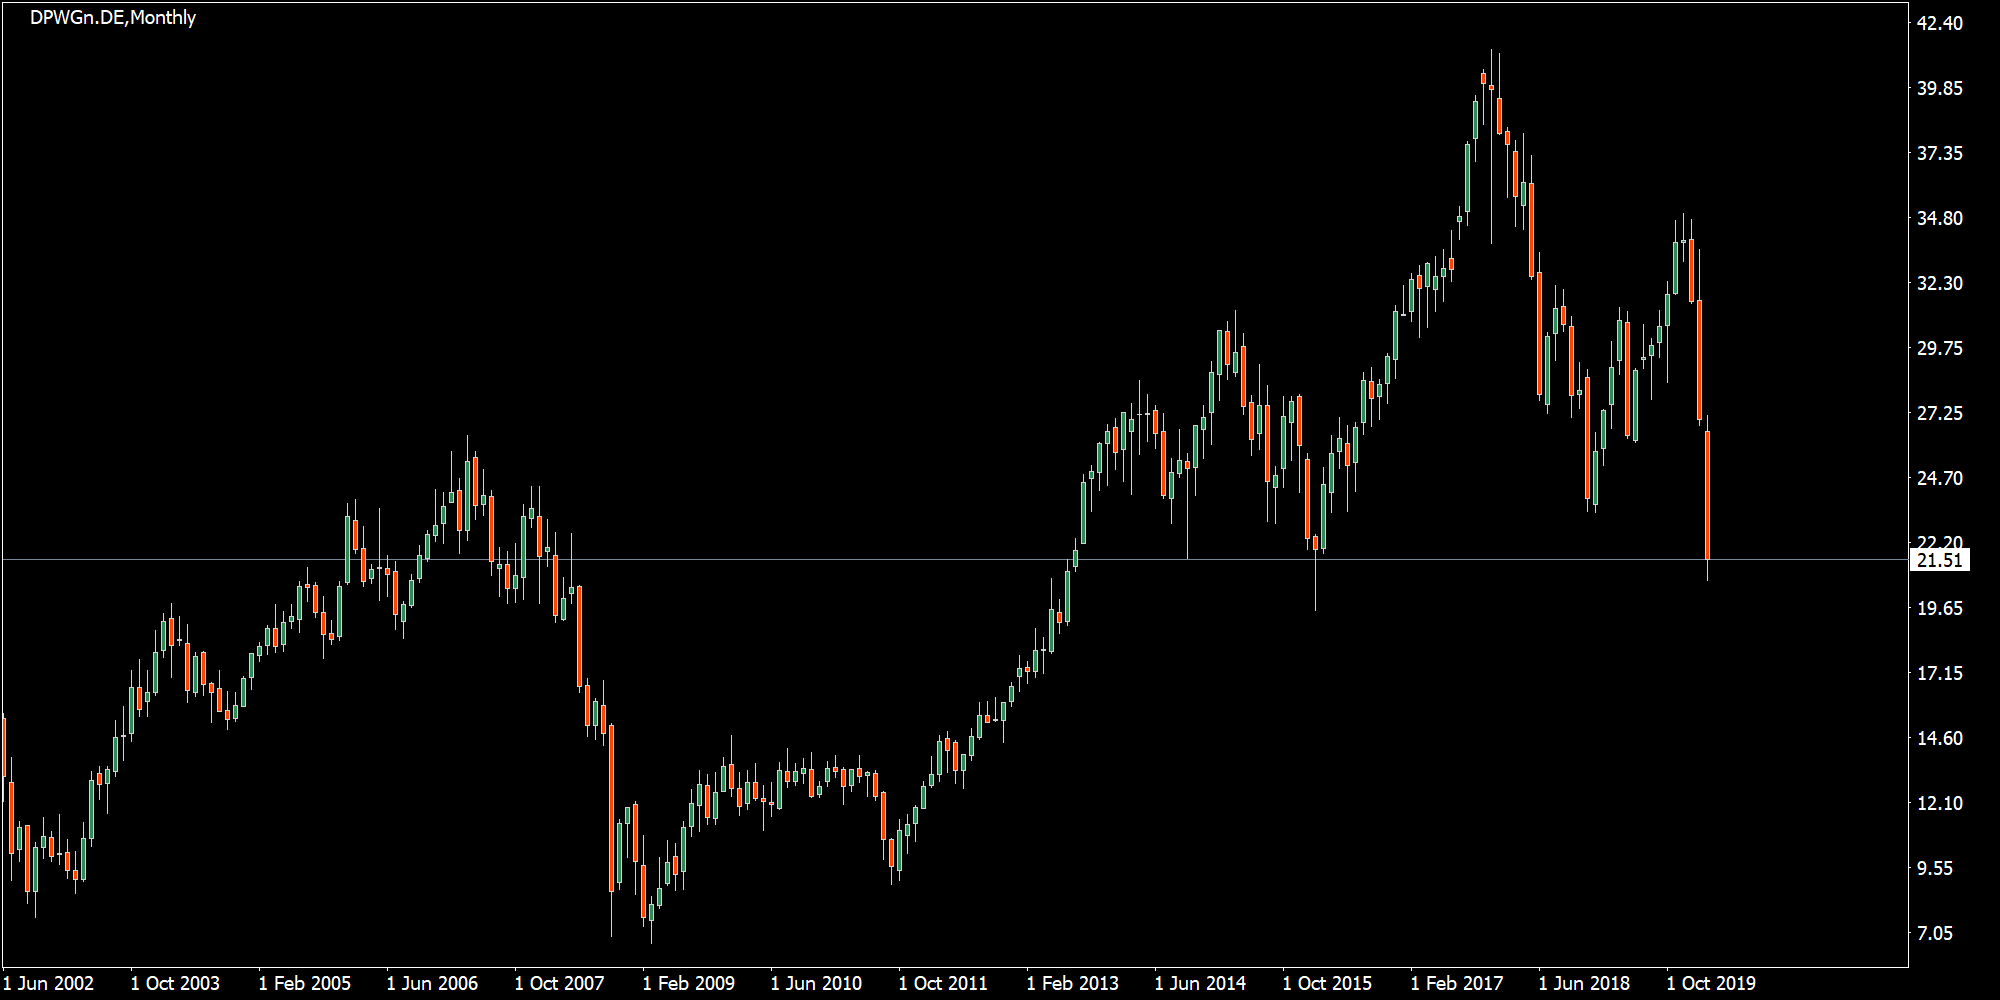 DPWGn.DE,Monthly
42.40
39.85
37.35
34.80
32.30
29.75
27.25
24.70
22.20
21.51
19.65
17.15
14.60
12.10
9.55
7.05
1 Jun 2002
1 Oct 2003
1 Feb 2005
1 Jun 2006
1 Oct 2007
1 Feb 2009
1 Jun 2010
1 Oct 2011
1 Feb 2013
1 Jun 2014
1 Oct 2015
1 Feb 2017
1 Jun 2018
1 Oct 2019